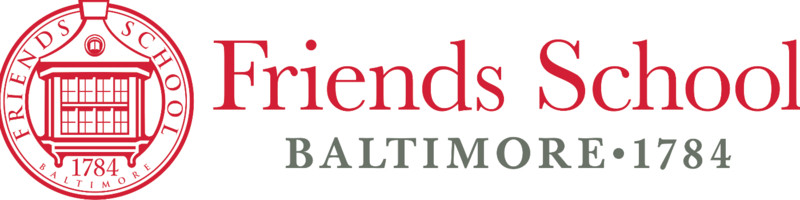 FRIENDS SCHOOL
1784
BALTIMORE
Friends School
BALTIMORE•1784